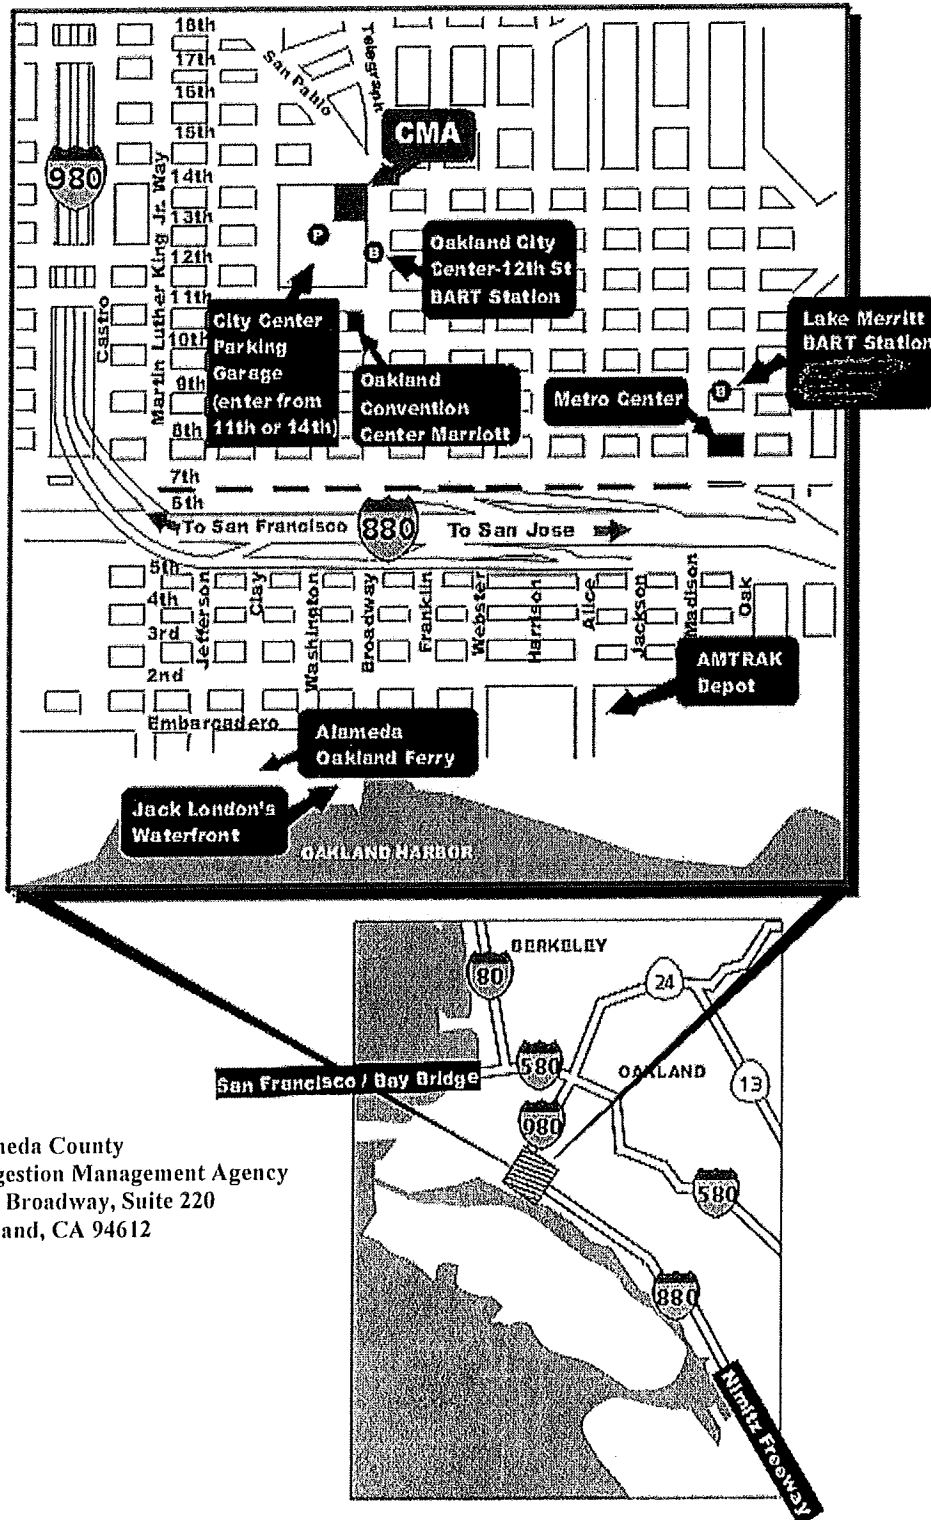 18th
17th
16th
15th
14th
13th
12th
11th
10th
9th
8th
7th
6th
5th
4th
3rd
2nd
Embarcadero
San Pablo
Telegraph
CMA
980
Martin Luther King Jr. Way
Castro
P
B
Oakland City
Center-12th St
BART Station
City Center
Parking
Garage
(enter from
11th or 14th)
Oakland
Convention
Center Marriott
Metro Center
B
Lake Merritt
BART Station
To San Francisco
880
To San Jose
Jefferson
Clay
Washington
Broadway
Franklin
Webster
Harrison
Alice
Jackson
Madison
Oak
AMTRAK
Depot
Alameda
Oakland Ferry
Jack London's
Waterfront
OAKLAND HARBOR
BERKELEY
80
24
580
OAKLAND
13
San Francisco / Bay Bridge
980
580
880
Nimitz Freeway
neda County
gestion Management Agency
Broadway, Suite 220
and, CA 94612